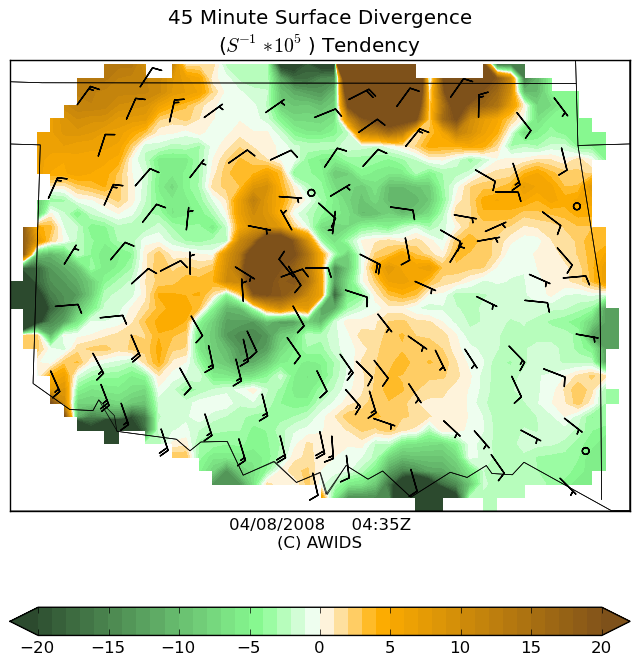 45 Minute Surface Divergence
(S⁻¹ *10⁵ ) Tendency
04/08/2008 04:35Z
(C) AWIDS
−20 −15 −10 −5 0 5 10 15 20